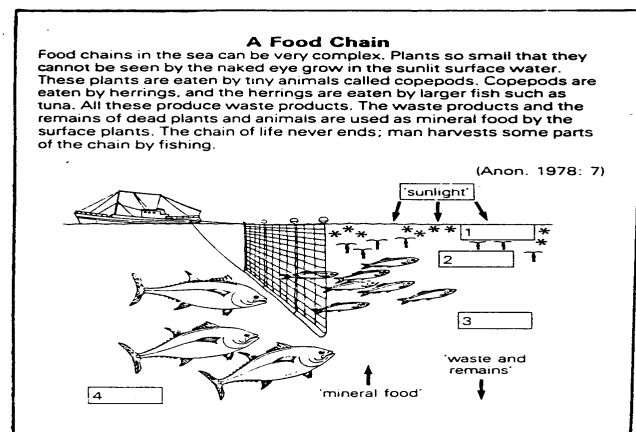 A Food Chain
Food chains in the sea can be very complex. Plants so small that they
cannot be seen by the naked eye grow in the sunlit surface water.
These plants are eaten by tiny animals called copepods. Copepods are
eaten by herrings, and the herrings are eaten by larger fish such as
tuna. All these produce waste products. The waste products and the
remains of dead plants and animals are used as mineral food by the
surface plants. The chain of life never ends; man harvests some parts
of the chain by fishing.
(Anon. 1978: 7)
'sunlight'
1
2
3
'waste and
remains'
'mineral food'
4